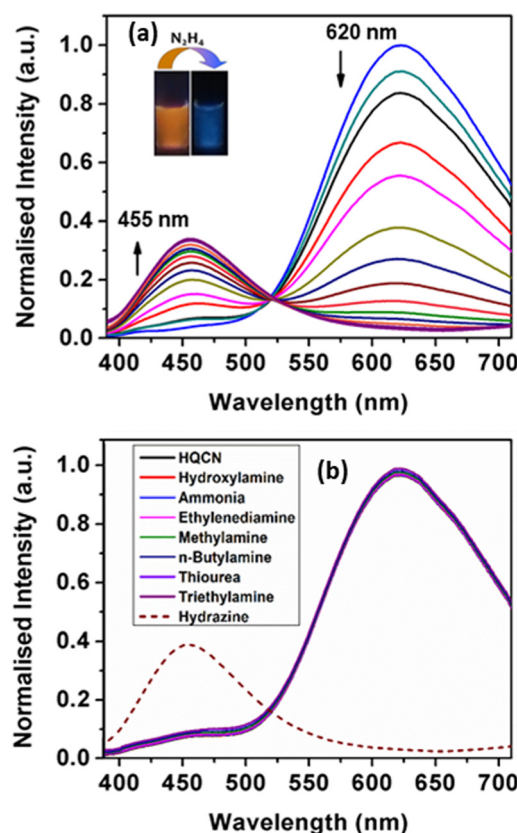 (a)
N₂H₄
620 nm
455 nm
Normalised Intensity (a.u.)
1.0
0.8
0.6
0.4
0.2
0.0
400 450 500 550 600 650 700
Wavelength (nm)
(b)
HQCN
Hydroxylamine
Ammonia
Ethylenediamine
Methylamine
n-Butylamine
Thiourea
Triethylamine
Hydrazine
Normalised Intensity (a.u.)
1.0
0.8
0.6
0.4
0.2
0.0
400 450 500 550 600 650 700
Wavelength (nm)